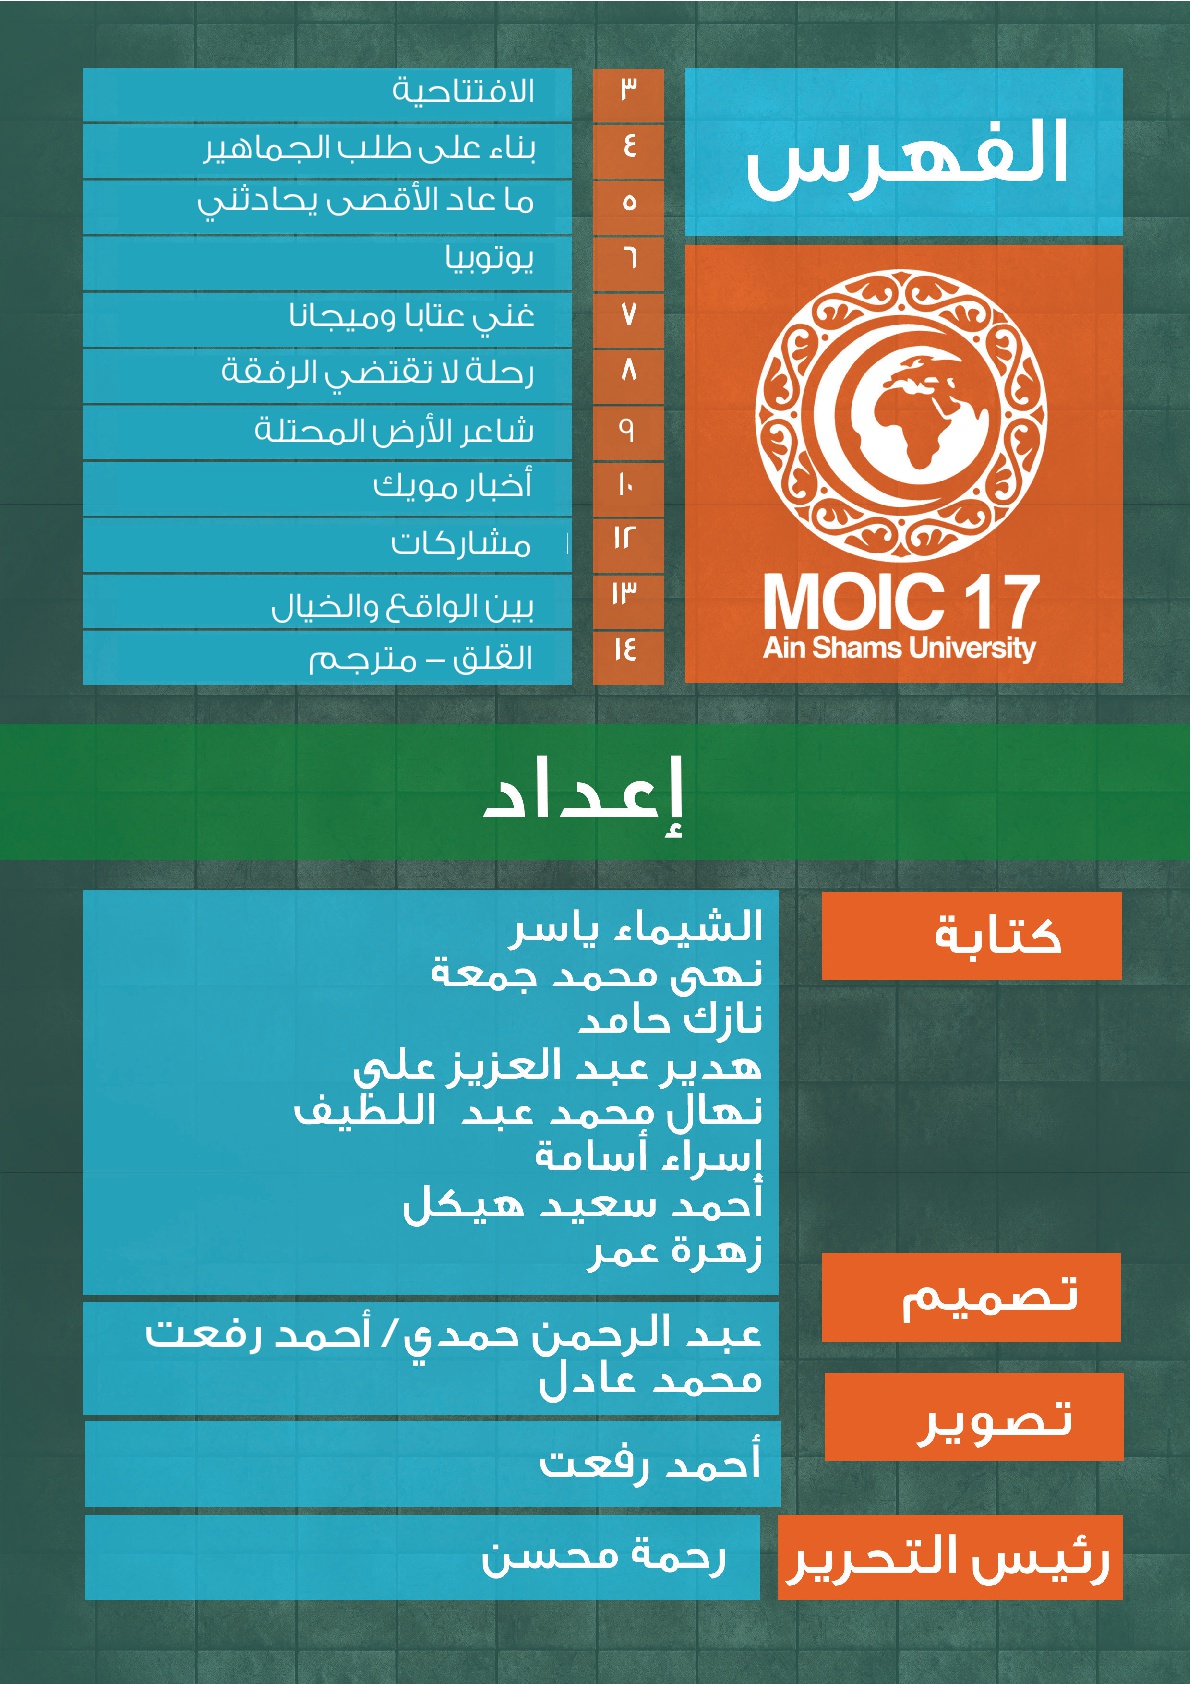 الفهرس
٣ الافتتاحية
٤ بناء على طلب الجماهير
٥ ما عاد الأقصى يحادثني
٦ يوتوبيا
٧ غني عتابا وميجانا
٨ رحلة لا تقتضي الرفقة
٩ شاعر الأرض المحتلة
١٠ أخبار مويك
١٢ مشاركات
١٣ بين الواقع والخيال
١٤ القلق – مترجم
MOIC 17
Ain Shams University
إعداد
كتابة
الشيماء ياسر
نهى محمد جمعة
نازك حامد
هدير عبد العزيز علي
نهال محمد عبد اللطيف
إسراء أسامة
أحمد سعيد هيكل
زهرة عمر
تصميم
عبد الرحمن حمدي/ أحمد رفعت
محمد عادل
تصوير
أحمد رفعت
رئيس التحرير
رحمة محسن